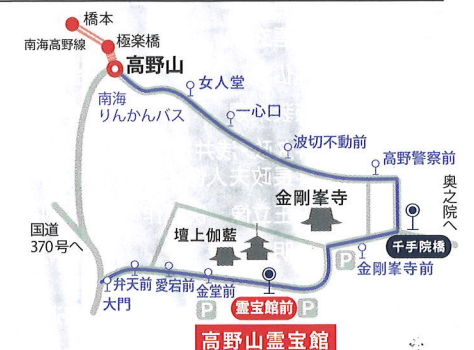 橋本
南海高野線
極楽橋
高野山
南海
りんかんバス
女人堂
一心口
波切不動前
高野警察前
奥之院へ
金剛峯寺
国道
370号へ
壇上伽藍
千手院橋
P
金剛峯寺前
弁天前
愛宕前
金堂前
大門
P
霊宝館前
P
高野山霊宝館